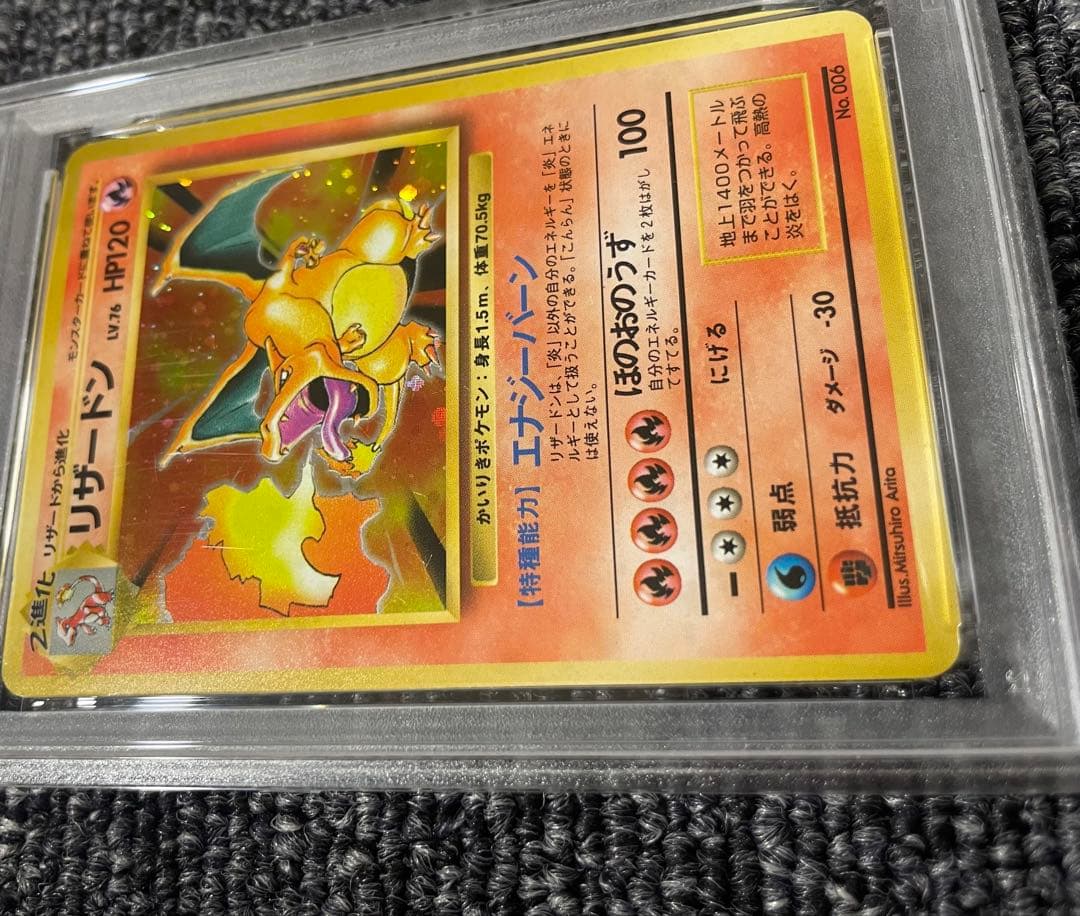 2進化 リザードから進化
モンスターカードに重ねて使います。
リザードン LV.76 HP120
かいりきポケモン：身長1.5m、体重70.5kg
【特種能力】エナジーバーン
リザードンは、「炎」以外の自分のエネルギーを「炎」エネ
ルギーとして扱うことができる。「こんらん」状態のときに
は使えない。
ほのおのうず 100
自分のエネルギーカードを2枚はがし
てすてる。
にげる
弱点
抵抗力 ダメージ -30
地上1400メートル
まで羽をつかって飛ぶ
ことができる。高熱の
炎をはく。
Illus.Mitsuhiro Arita
No.006